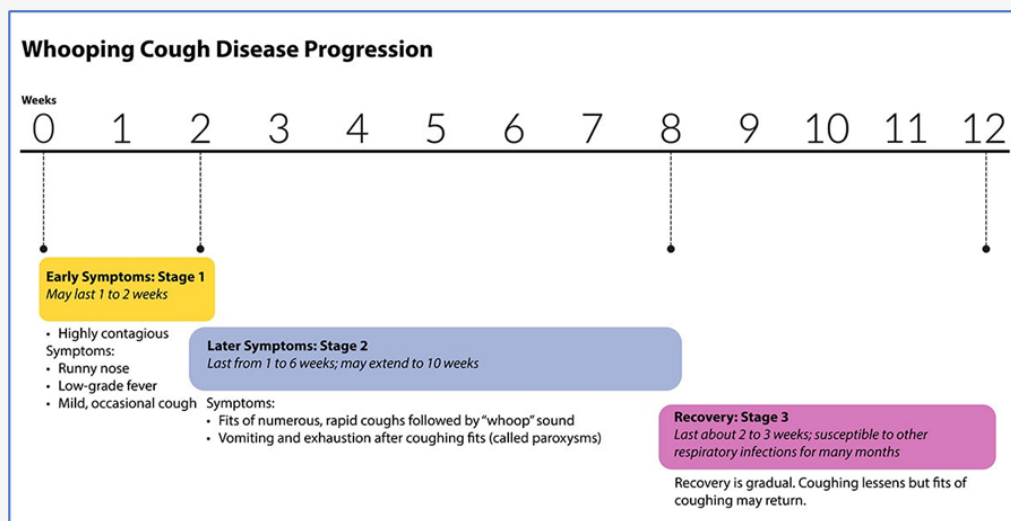 Whooping Cough Disease Progression
Weeks
0 1 2 3 4 5 6 7 8 9 10 11 12
Early Symptoms: Stage 1
May last 1 to 2 weeks
• Highly contagious
Symptoms:
• Runny nose
• Low-grade fever
• Mild, occasional cough
Later Symptoms: Stage 2
Last from 1 to 6 weeks; may extend to 10 weeks
Symptoms:
• Fits of numerous, rapid coughs followed by “whoop” sound
• Vomiting and exhaustion after coughing fits (called paroxysms)
Recovery: Stage 3
Last about 2 to 3 weeks; susceptible to other
respiratory infections for many months
Recovery is gradual. Coughing lessens but fits of
coughing may return.